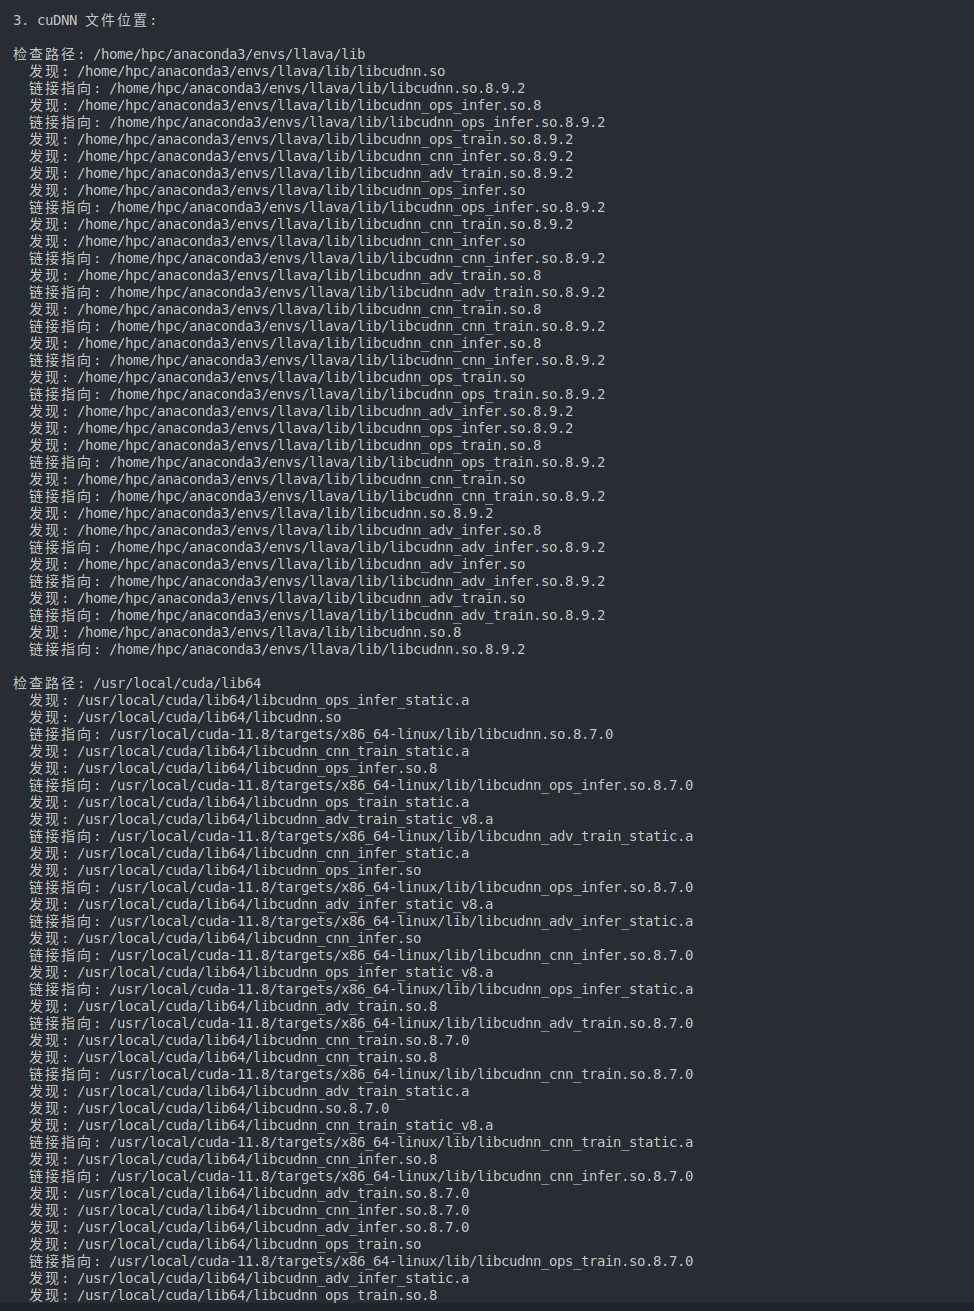 3. cuDNN 文件位置:
检查路径: /home/hpc/anaconda3/envs/llava/lib
发现: /home/hpc/anaconda3/envs/llava/lib/libcudnn.so
链接指向: /home/hpc/anaconda3/envs/llava/lib/libcudnn.so.8.9.2
发现: /home/hpc/anaconda3/envs/llava/lib/libcudnn_ops_infer.so.8
链接指向: /home/hpc/anaconda3/envs/llava/lib/libcudnn_ops_infer.so.8.9.2
发现: /home/hpc/anaconda3/envs/llava/lib/libcudnn_ops_train.so.8.9.2
发现: /home/hpc/anaconda3/envs/llava/lib/libcudnn_cnn_infer.so.8.9.2
发现: /home/hpc/anaconda3/envs/llava/lib/libcudnn_adv_train.so.8.9.2
发现: /home/hpc/anaconda3/envs/llava/lib/libcudnn_ops_infer.so
链接指向: /home/hpc/anaconda3/envs/llava/lib/libcudnn_ops_infer.so.8.9.2
发现: /home/hpc/anaconda3/envs/llava/lib/libcudnn_cnn_train.so.8.9.2
发现: /home/hpc/anaconda3/envs/llava/lib/libcudnn_cnn_infer.so
链接指向: /home/hpc/anaconda3/envs/llava/lib/libcudnn_cnn_infer.so.8.9.2
发现: /home/hpc/anaconda3/envs/llava/lib/libcudnn_adv_train.so.8
链接指向: /home/hpc/anaconda3/envs/llava/lib/libcudnn_adv_train.so.8.9.2
发现: /home/hpc/anaconda3/envs/llava/lib/libcudnn_cnn_train.so.8
链接指向: /home/hpc/anaconda3/envs/llava/lib/libcudnn_cnn_train.so.8.9.2
发现: /home/hpc/anaconda3/envs/llava/lib/libcudnn_cnn_infer.so.8
链接指向: /home/hpc/anaconda3/envs/llava/lib/libcudnn_cnn_infer.so.8.9.2
发现: /home/hpc/anaconda3/envs/llava/lib/libcudnn_ops_train.so
链接指向: /home/hpc/anaconda3/envs/llava/lib/libcudnn_ops_train.so.8.9.2
发现: /home/hpc/anaconda3/envs/llava/lib/libcudnn_adv_infer.so.8.9.2
发现: /home/hpc/anaconda3/envs/llava/lib/libcudnn_ops_infer.so.8.9.2
发现: /home/hpc/anaconda3/envs/llava/lib/libcudnn_ops_train.so.8
链接指向: /home/hpc/anaconda3/envs/llava/lib/libcudnn_ops_train.so.8.9.2
发现: /home/hpc/anaconda3/envs/llava/lib/libcudnn_cnn_train.so
链接指向: /home/hpc/anaconda3/envs/llava/lib/libcudnn_cnn_train.so.8.9.2
发现: /home/hpc/anaconda3/envs/llava/lib/libcudnn.so.8.9.2
发现: /home/hpc/anaconda3/envs/llava/lib/libcudnn_adv_infer.so.8
链接指向: /home/hpc/anaconda3/envs/llava/lib/libcudnn_adv_infer.so.8.9.2
发现: /home/hpc/anaconda3/envs/llava/lib/libcudnn_adv_infer.so
链接指向: /home/hpc/anaconda3/envs/llava/lib/libcudnn_adv_infer.so.8.9.2
发现: /home/hpc/anaconda3/envs/llava/lib/libcudnn_adv_train.so
链接指向: /home/hpc/anaconda3/envs/llava/lib/libcudnn_adv_train.so.8.9.2
发现: /home/hpc/anaconda3/envs/llava/lib/libcudnn.so.8
链接指向: /home/hpc/anaconda3/envs/llava/lib/libcudnn.so.8.9.2
检查路径: /usr/local/cuda/lib64
发现: /usr/local/cuda/lib64/libcudnn_ops_infer_static.a
发现: /usr/local/cuda/lib64/libcudnn.so
链接指向: /usr/local/cuda-11.8/targets/x86_64-linux/lib/libcudnn.so.8.7.0
发现: /usr/local/cuda/lib64/libcudnn_cnn_train_static.a
发现: /usr/local/cuda/lib64/libcudnn_ops_infer.so.8
链接指向: /usr/local/cuda-11.8/targets/x86_64-linux/lib/libcudnn_ops_infer.so.8.7.0
发现: /usr/local/cuda/lib64/libcudnn_ops_train_static.a
发现: /usr/local/cuda/lib64/libcudnn_adv_train_static_v8.a
链接指向: /usr/local/cuda-11.8/targets/x86_64-linux/lib/libcudnn_adv_train_static.a
发现: /usr/local/cuda/lib64/libcudnn_cnn_infer_static.a
发现: /usr/local/cuda/lib64/libcudnn_ops_infer.so
链接指向: /usr/local/cuda-11.8/targets/x86_64-linux/lib/libcudnn_ops_infer.so.8.7.0
发现: /usr/local/cuda/lib64/libcudnn_adv_infer_static_v8.a
链接指向: /usr/local/cuda-11.8/targets/x86_64-linux/lib/libcudnn_adv_infer_static.a
发现: /usr/local/cuda/lib64/libcudnn_cnn_infer.so
链接指向: /usr/local/cuda-11.8/targets/x86_64-linux/lib/libcudnn_cnn_infer.so.8.7.0
发现: /usr/local/cuda/lib64/libcudnn_ops_infer_static_v8.a
链接指向: /usr/local/cuda-11.8/targets/x86_64-linux/lib/libcudnn_ops_infer_static.a
发现: /usr/local/cuda/lib64/libcudnn_adv_train.so.8
链接指向: /usr/local/cuda-11.8/targets/x86_64-linux/lib/libcudnn_adv_train.so.8.7.0
发现: /usr/local/cuda/lib64/libcudnn_cnn_train.so.8.7.0
发现: /usr/local/cuda/lib64/libcudnn_cnn_train.so.8
链接指向: /usr/local/cuda-11.8/targets/x86_64-linux/lib/libcudnn_cnn_train.so.8.7.0
发现: /usr/local/cuda/lib64/libcudnn_adv_train_static.a
发现: /usr/local/cuda/lib64/libcudnn.so.8.7.0
发现: /usr/local/cuda/lib64/libcudnn_cnn_train_static_v8.a
链接指向: /usr/local/cuda-11.8/targets/x86_64-linux/lib/libcudnn_cnn_train_static.a
发现: /usr/local/cuda/lib64/libcudnn_cnn_infer.so.8
链接指向: /usr/local/cuda-11.8/targets/x86_64-linux/lib/libcudnn_cnn_infer.so.8.7.0
发现: /usr/local/cuda/lib64/libcudnn_adv_train.so.8.7.0
发现: /usr/local/cuda/lib64/libcudnn_cnn_infer.so.8.7.0
发现: /usr/local/cuda/lib64/libcudnn_adv_infer.so.8.7.0
发现: /usr/local/cuda/lib64/libcudnn_ops_train.so
链接指向: /usr/local/cuda-11.8/targets/x86_64-linux/lib/libcudnn_ops_train.so.8.7.0
发现: /usr/local/cuda/lib64/libcudnn_adv_infer_static.a
发现: /usr/local/cuda/lib64/libcudnn_ops_train.so.8